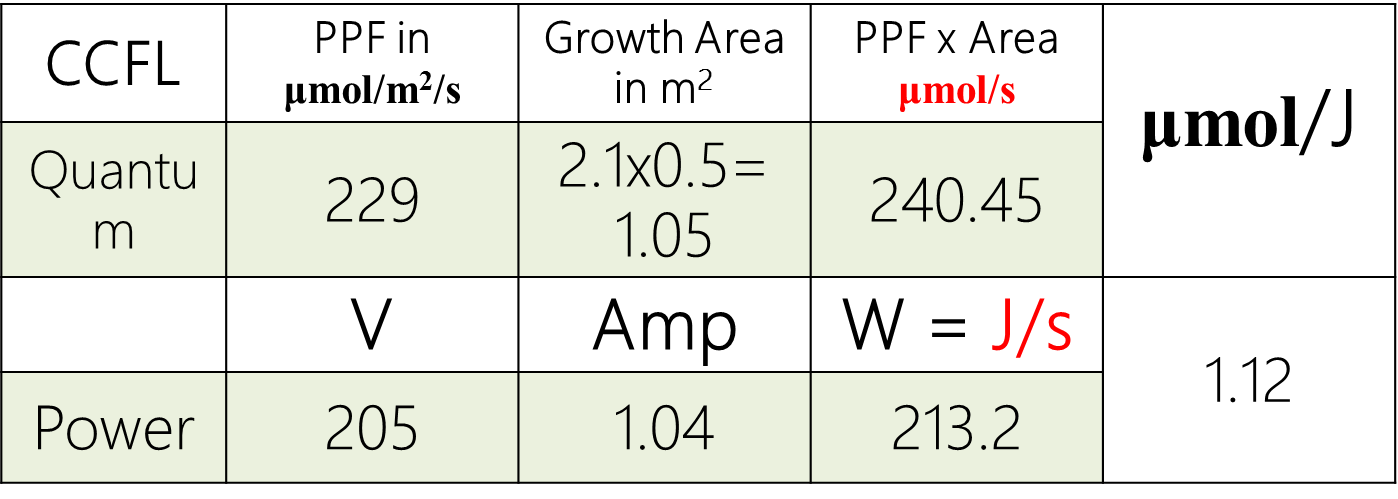 CCFL
PPF in
μmol/m²/s
Growth Area
in m²
PPF x Area
μmol/s
μmol/J
Quantu
m
229
2.1x0.5=
1.05
240.45
V
Amp
W = J/s
1.12
Power
205
1.04
213.2